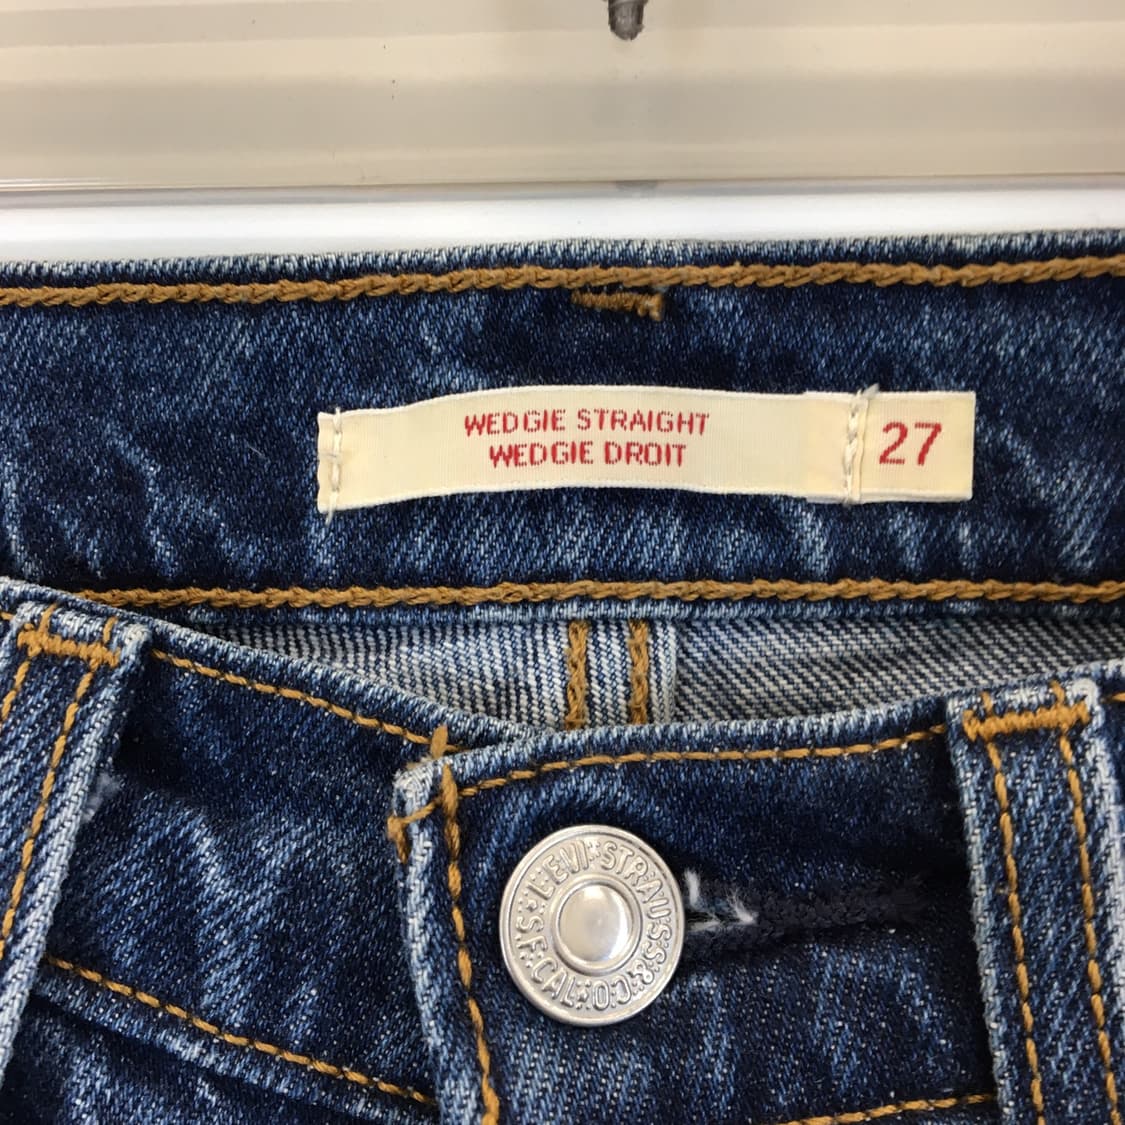 WEDGIE STRAIGHT
WEDGIE DROIT
27
LEVI STRAUSS & CO. S.F. CAL